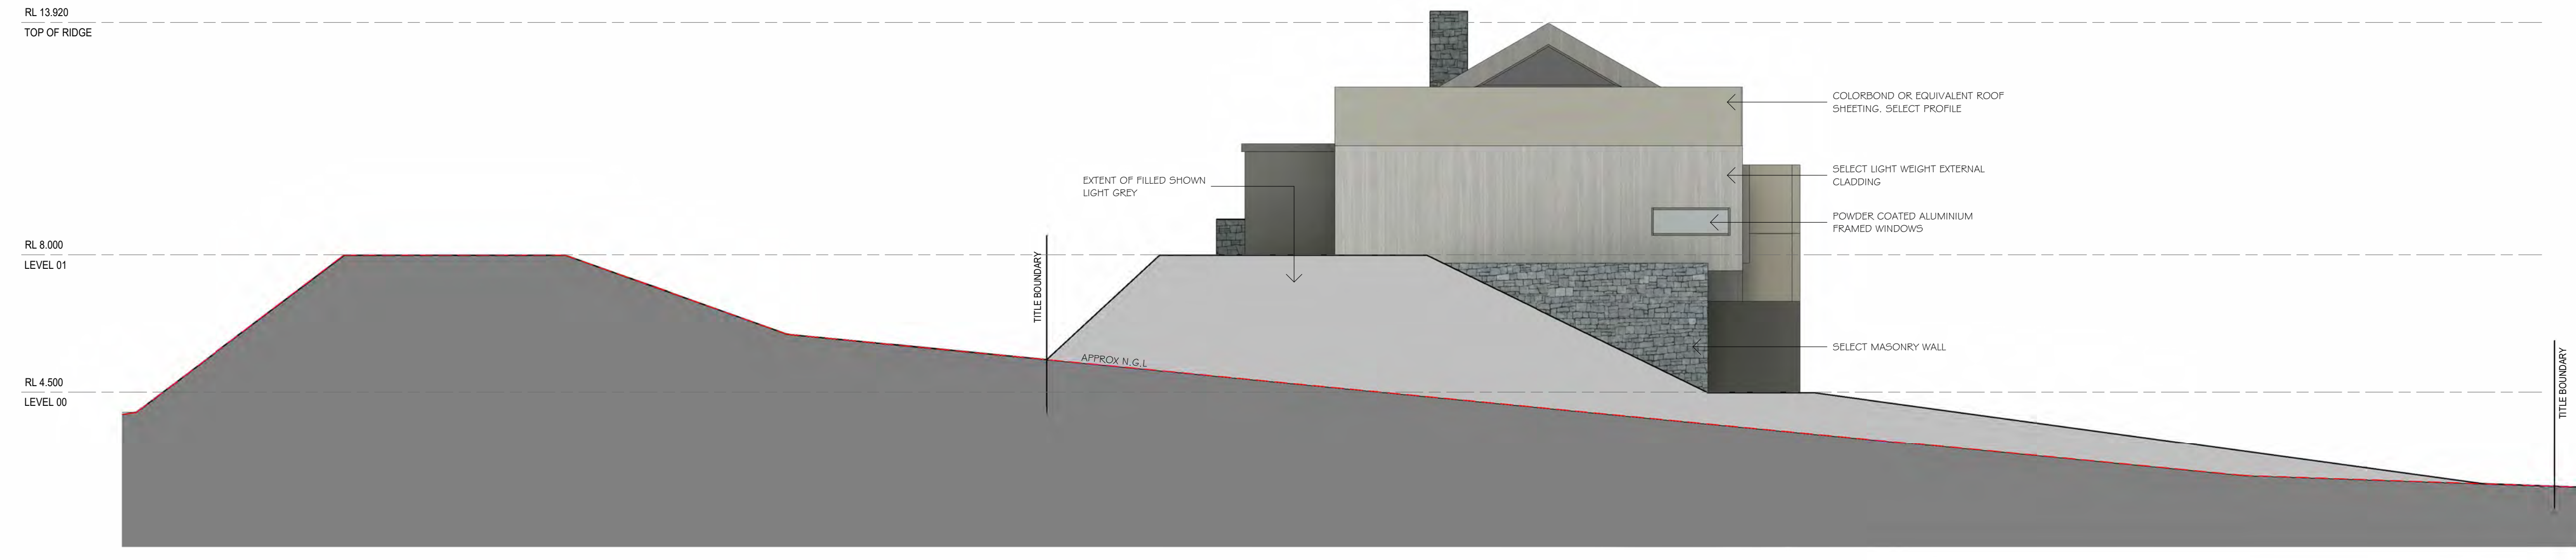 RL 13.920
TOP OF RIDGE
COLORBOND OR EQUIVALENT ROOF
SHEETING. SELECT PROFILE
SELECT LIGHT WEIGHT EXTERNAL
CLADDING
EXTENT OF FILLED SHOWN
LIGHT GREY
POWDER COATED ALUMINIUM
FRAMED WINDOWS
RL 8.000
LEVEL 01
TITLE BOUNDARY
SELECT MASONRY WALL
APPROX N.G.L
TITLE BOUNDARY
RL 4.500
LEVEL 00